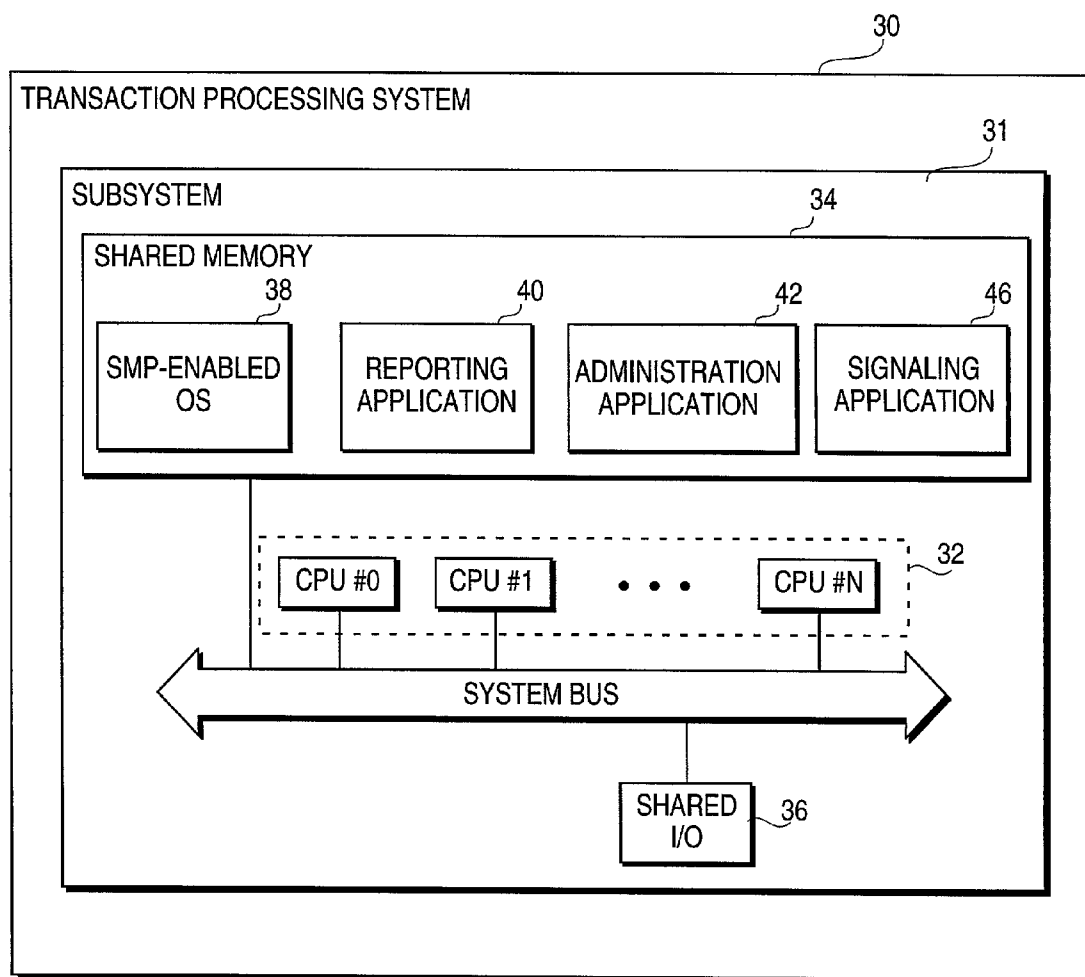 30
TRANSACTION PROCESSING SYSTEM
31
SUBSYSTEM
34
SHARED MEMORY
38
40
42
46
SMP-ENABLED
OS
REPORTING
APPLICATION
ADMINISTRATION
APPLICATION
SIGNALING
APPLICATION
32
CPU #0
CPU #1
• • •
CPU #N
SYSTEM BUS
SHARED
I/O
36